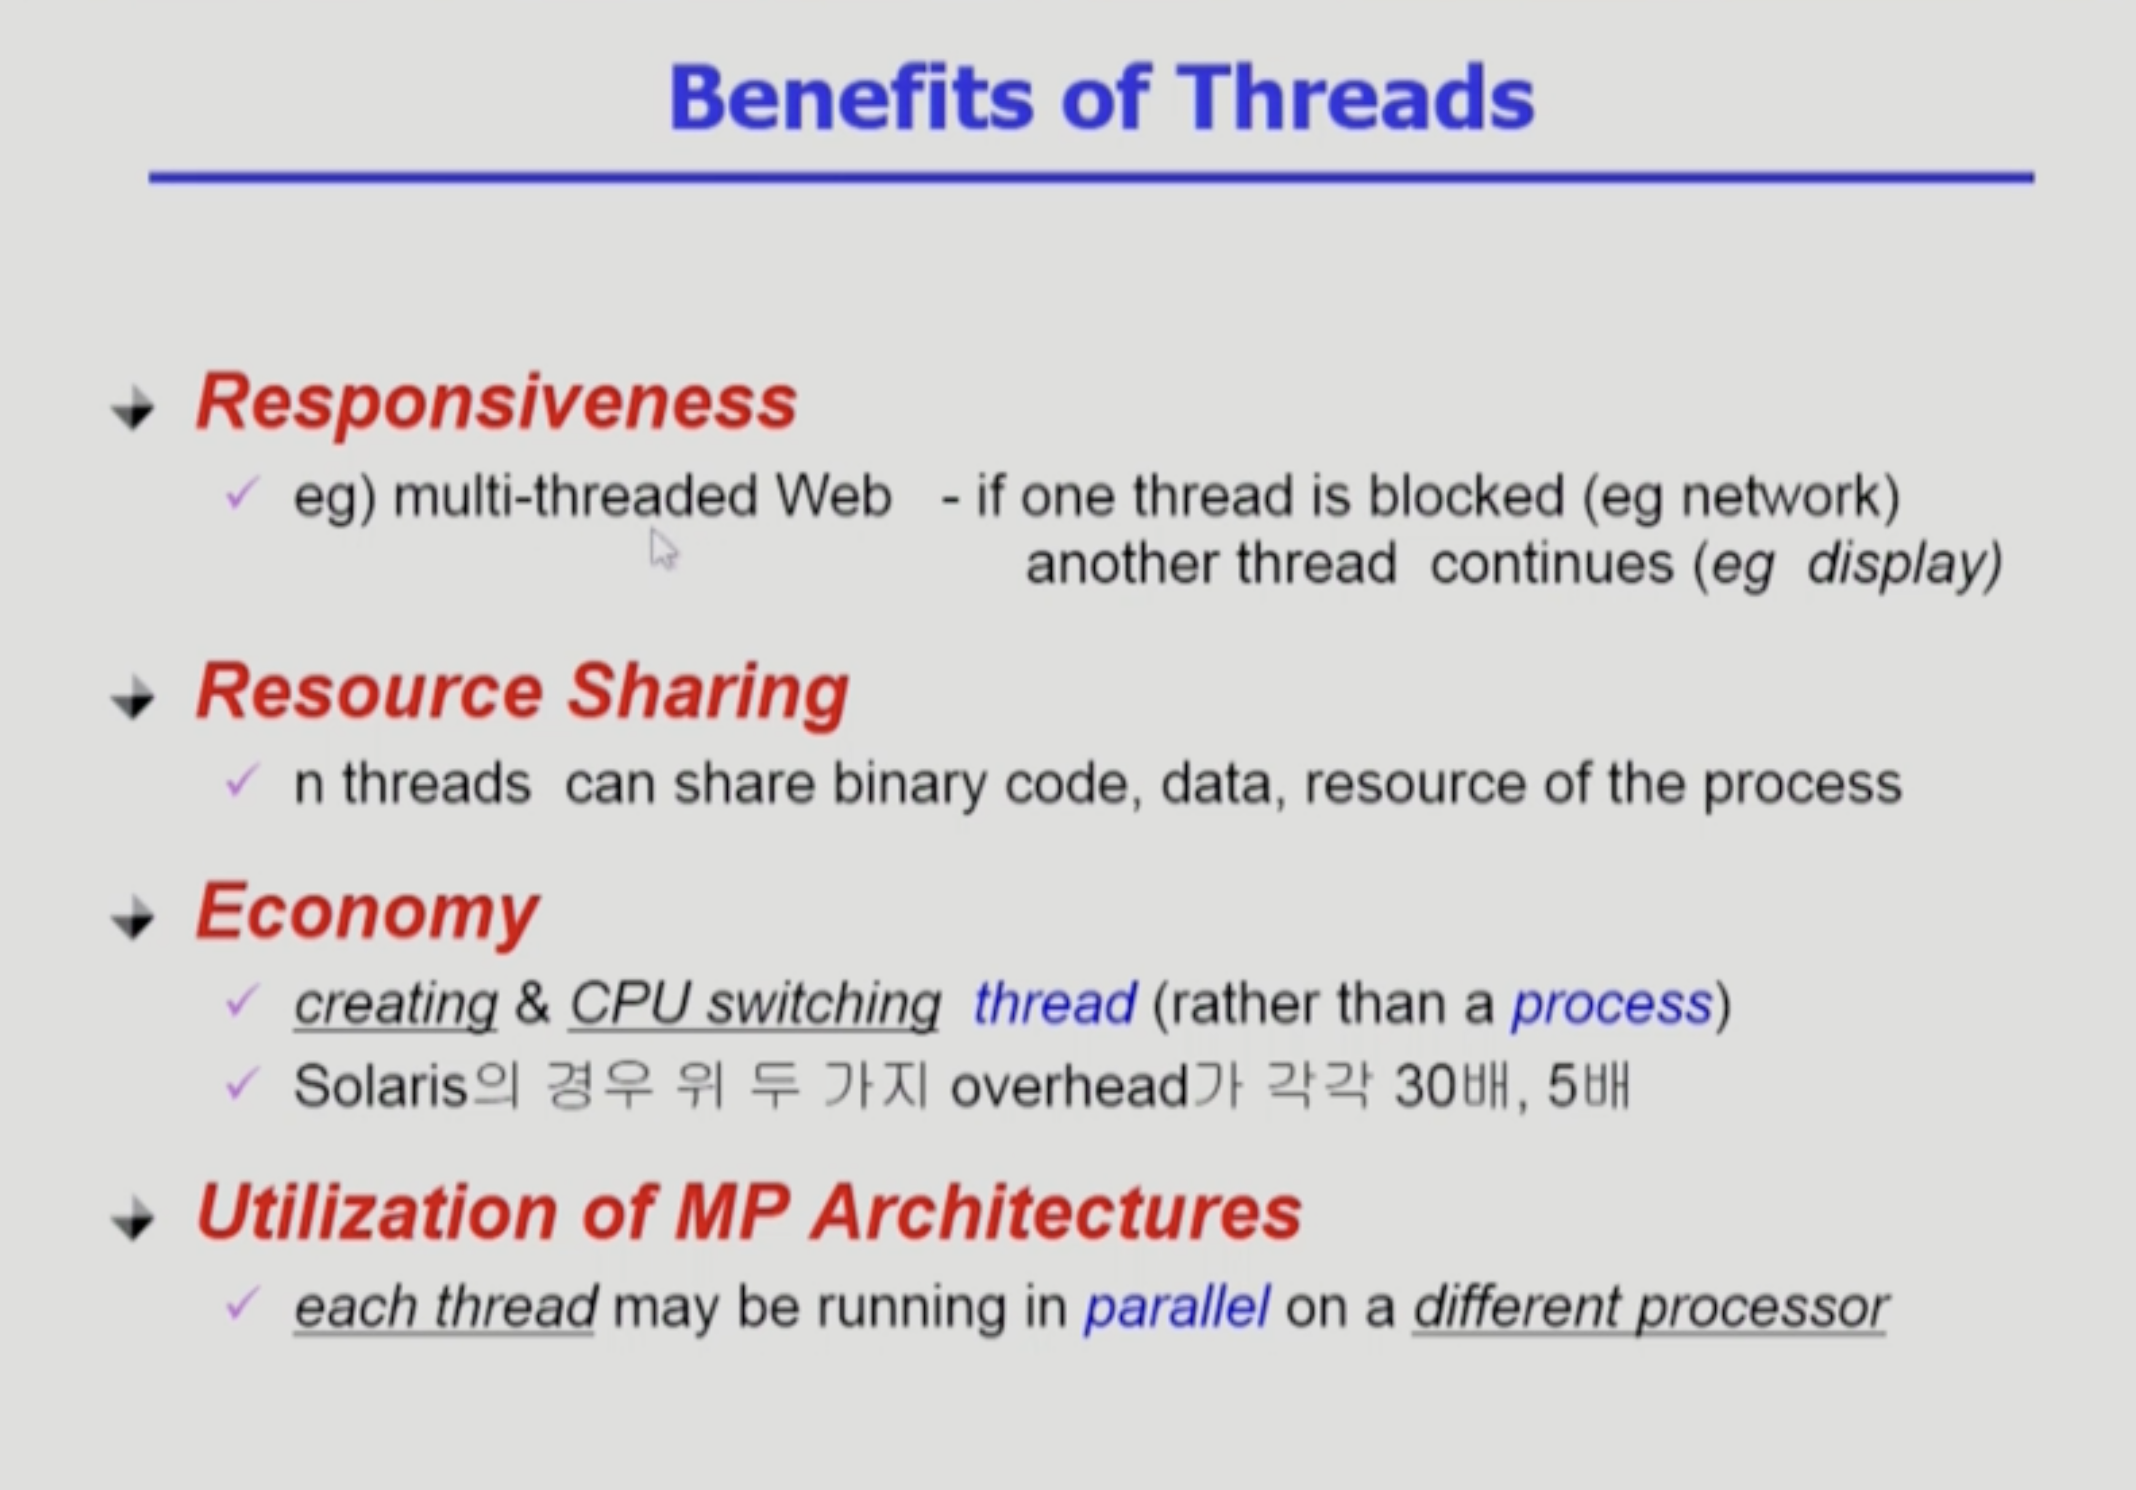 Benefits of Threads
Responsiveness
eg) multi-threaded Web - if one thread is blocked (eg network)
another thread continues (eg display)
Resource Sharing
n threads can share binary code, data, resource of the process
Economy
creating & CPU switching thread (rather than a process)
Solaris의 경우 위 두 가지 overhead가 각각 30배, 5배
Utilization of MP Architectures
each thread may be running in parallel on a different processor